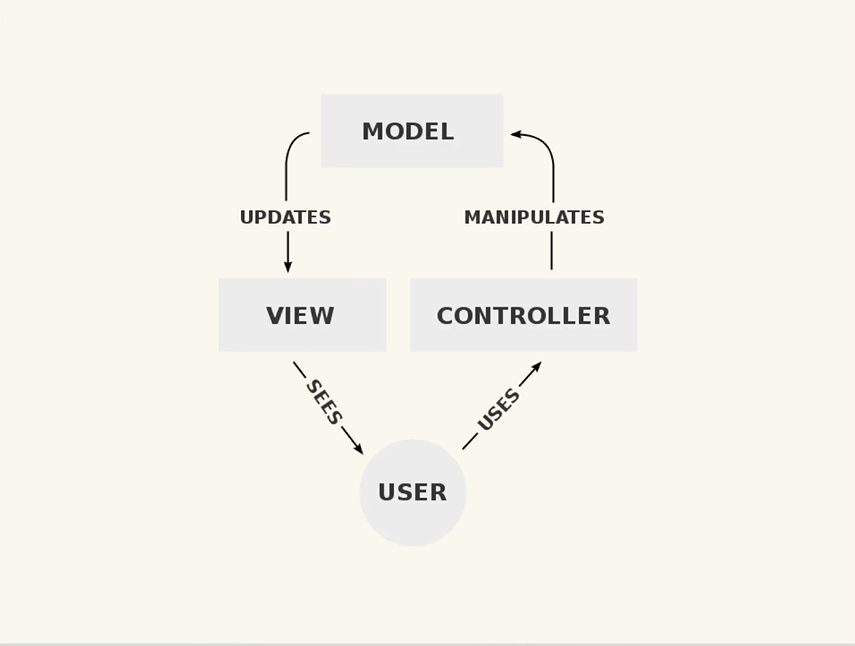 MODEL
UPDATES
MANIPULATES
VIEW
CONTROLLER
SEES
USES
USER